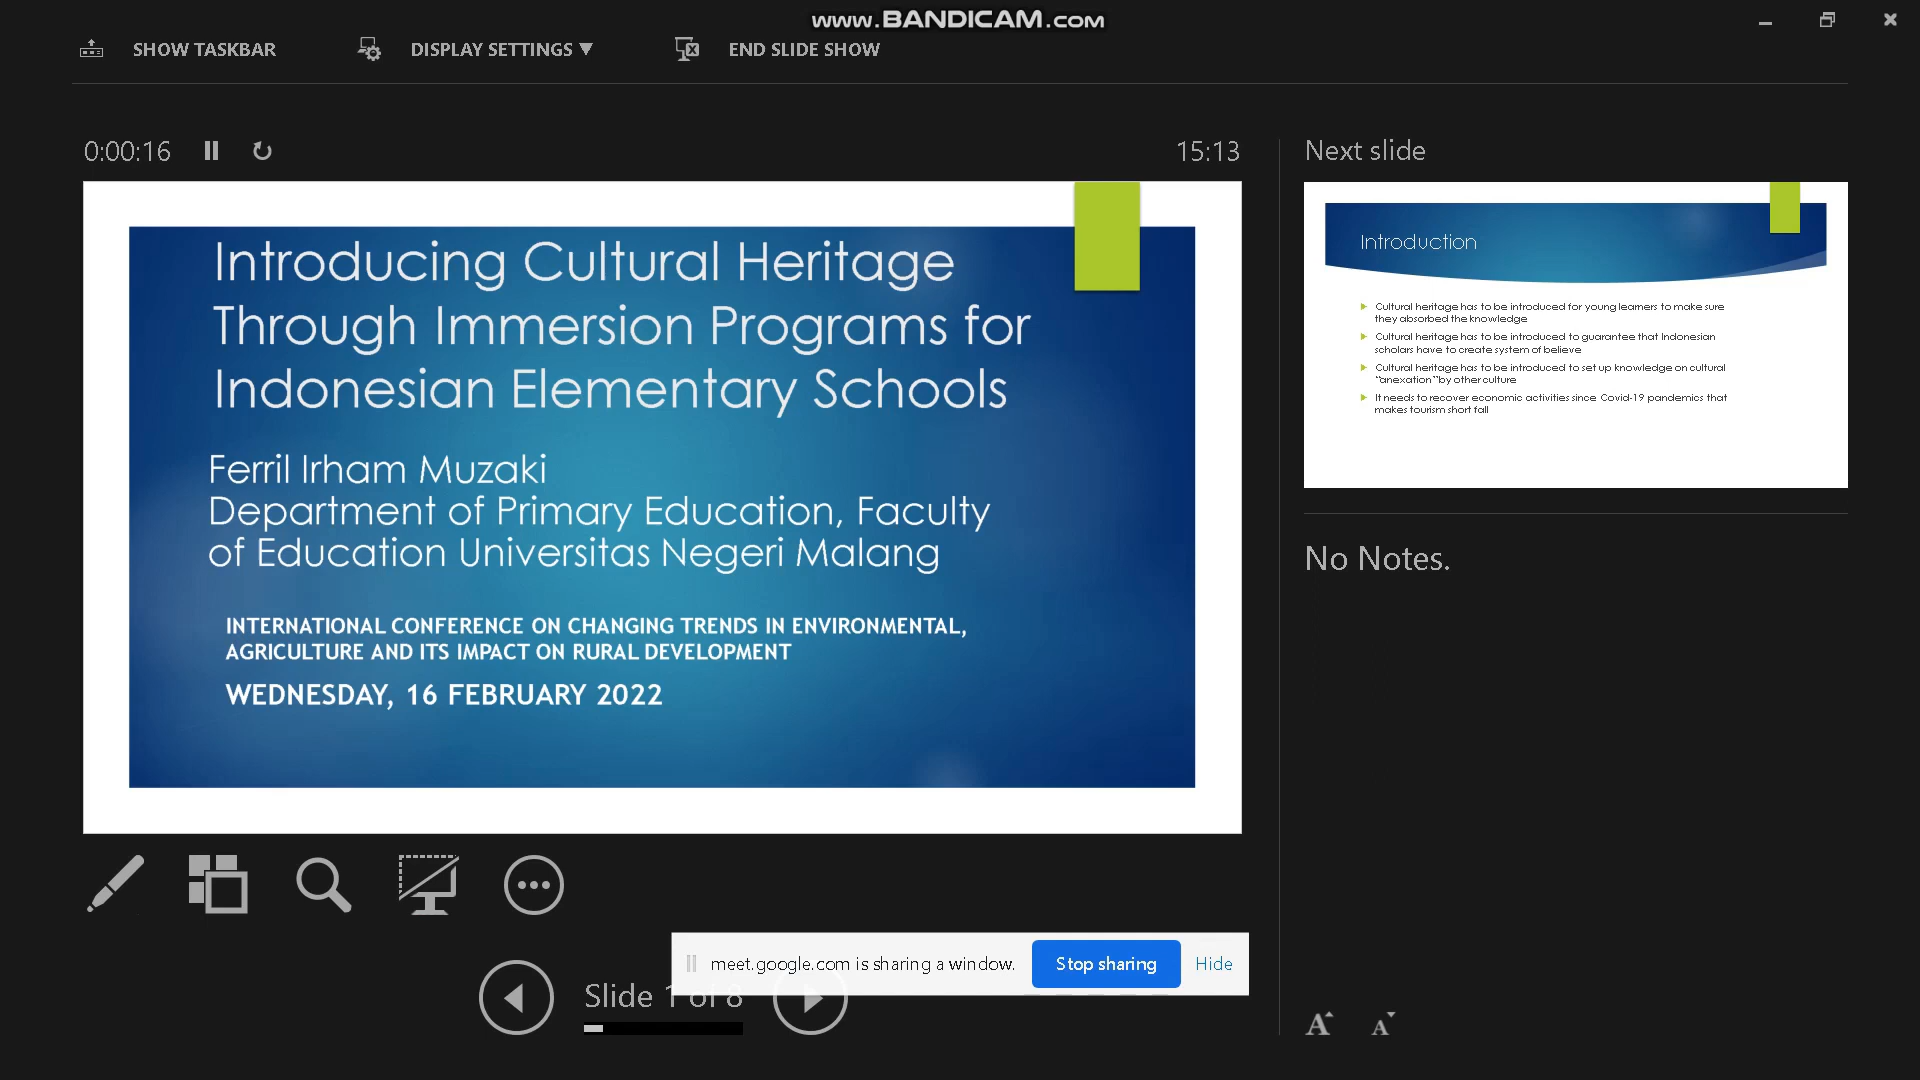 www.BANDICAM.com
SHOW TASKBAR
DISPLAY SETTINGS ▼
END SLIDE SHOW
0:00:16
15:13
Introducing Cultural Heritage
Through Immersion Programs for
Indonesian Elementary Schools
Ferril Irham Muzaki
Department of Primary Education, Faculty
of Education Universitas Negeri Malang
INTERNATIONAL CONFERENCE ON CHANGING TRENDS IN ENVIRONMENTAL,
AGRICULTURE AND ITS IMPACT ON RURAL DEVELOPMENT
WEDNESDAY, 16 FEBRUARY 2022
Next slide
Introduction
Cultural heritage has to be introduced for young learners to make sure
they absorbed the knowledge
Cultural heritage has to be introduced to guarantee that Indonesian
scholars have to create system of believe
Cultural heritage has to be introduced to set up knowledge on cultural
"anexation"by other culture
It needs to recover economic activities since Covid-19 pandemics that
makes tourism short fall
No Notes.
meet.google.com is sharing a window.
Stop sharing
Hide
Slide 1 of 8
A A